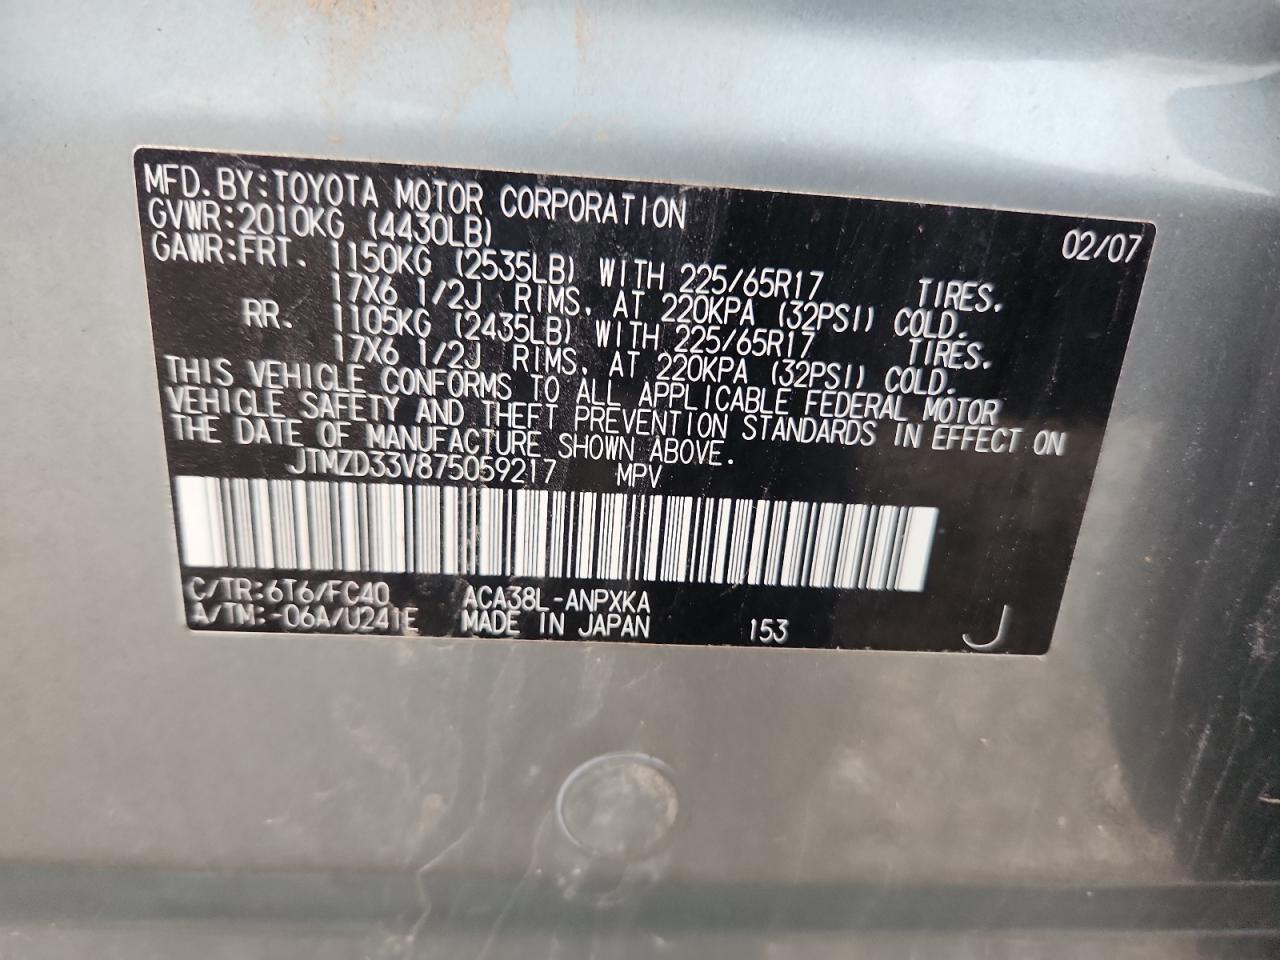 MFD. BY: TOYOTA MOTOR CORPORATION 02/07
GVWR: 2010KG (4430LB)
GAWR: FRT. 1150KG (2535LB) WITH 225/65R17 TIRES.
17X6 1/2J RIMS, AT 220KPA (32PSI) COLD.
RR. 1105KG (2435LB) WITH 225/65R17 TIRES.
17X6 1/2J RIMS, AT 220KPA (32PSI) COLD.
THIS VEHICLE CONFORMS TO ALL APPLICABLE FEDERAL MOTOR
VEHICLE SAFETY AND THEFT PREVENTION STANDARDS IN EFFECT ON
THE DATE OF MANUFACTURE SHOWN ABOVE.
JTMZD33V875059217 MPV
C/TR: 6T6/FC40 ACA38L-ANPXKA
A/TM: -06A/U241E MADE IN JAPAN 153 J